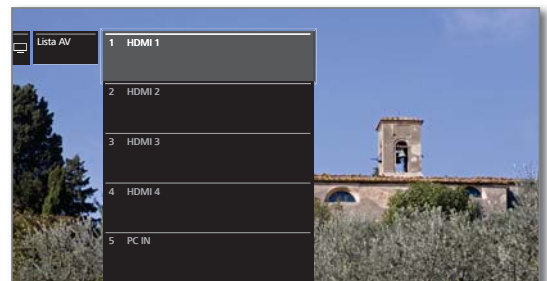 Lista AV
1 HDMI 1
2 HDMI 2
3 HDMI 3
4 HDMI 4
5 PC IN